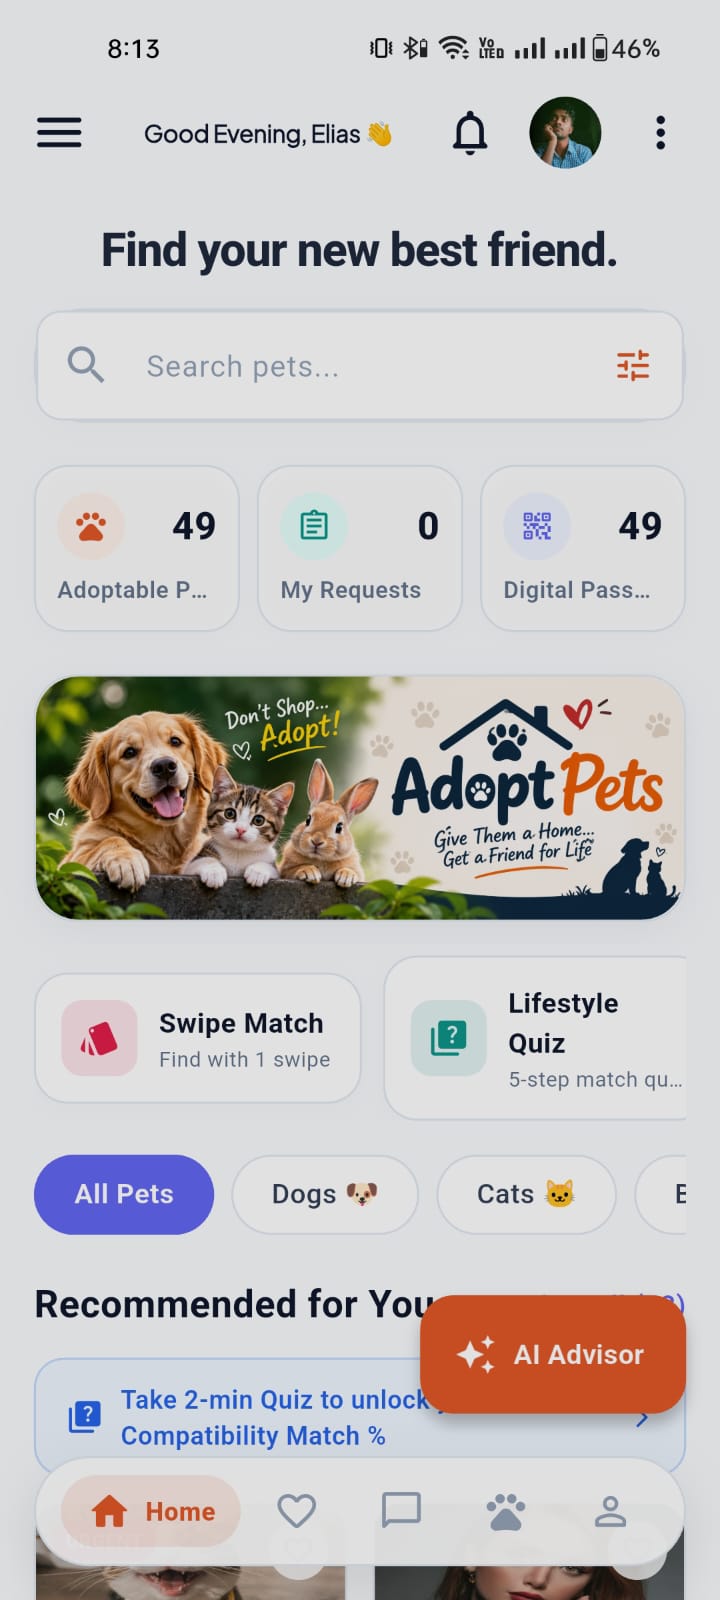 8:13
Vo
LTED
46%
Good Evening, Elias 👋
Find your new best friend.
Search pets...
49
0
49
Adoptable P...
My Requests
Digital Pass...
Don't Shop...
Adopt!
Adopt Pets
Give Them a Home...
Get a Friend for Life
Swipe Match
Find with 1 swipe
Lifestyle
Quiz
5-step match qu...
All Pets
Dogs 🐶
Cats 🐱
Recommended for You
AI Advisor
Take 2-min Quiz to unlock
Compatibility Match %
Home